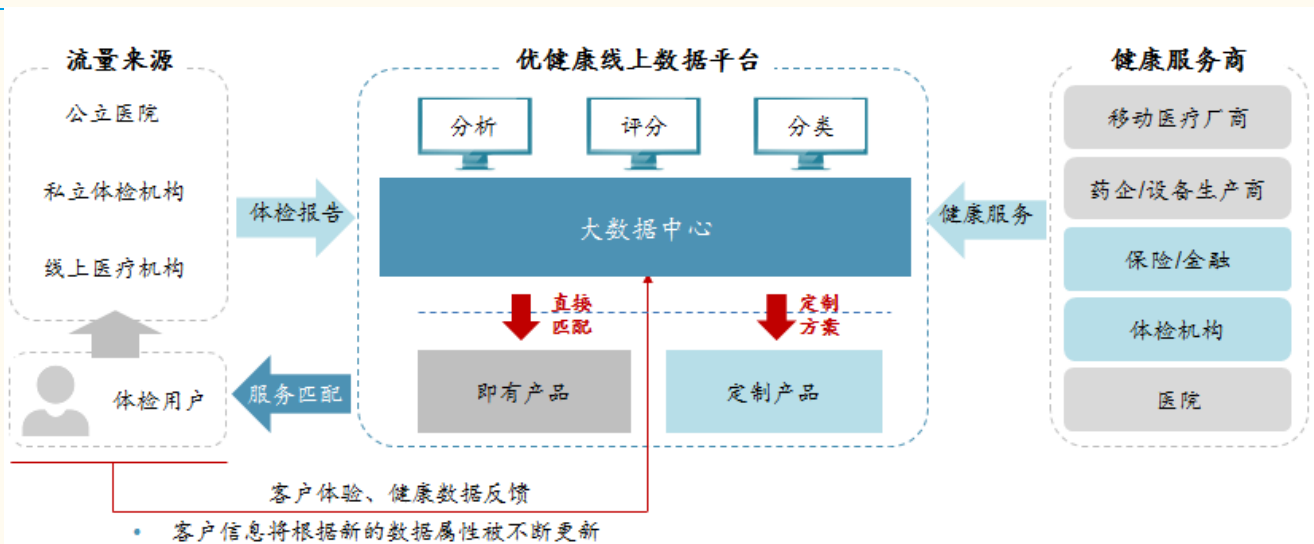 流量来源
公立医院
私立体检机构
线上医疗机构
体检用户
体检报告
服务匹配
优健康线上数据平台
分析
评分
分类
大数据中心
直接
匹配
定制
方案
即有产品
定制产品
健康服务
健康服务商
移动医疗厂商
药企/设备生产商
保险/金融
体检机构
医院
客户体验、健康数据反馈
• 客户信息将根据新的数据属性被不断更新